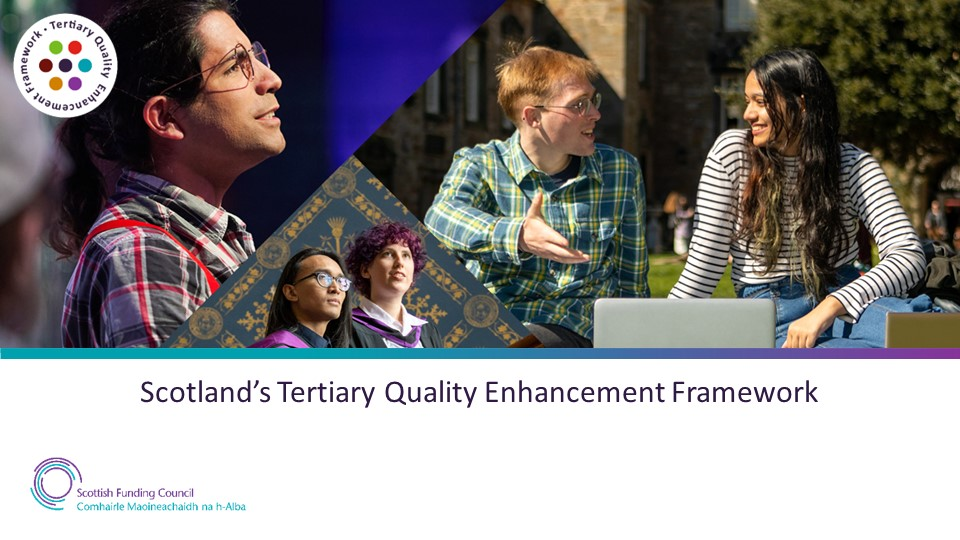 Tertiary Quality Enhancement Framework •
Scotland’s Tertiary Quality Enhancement Framework
Scottish Funding Council
Comhairle Maoineachaidh na h-Alba